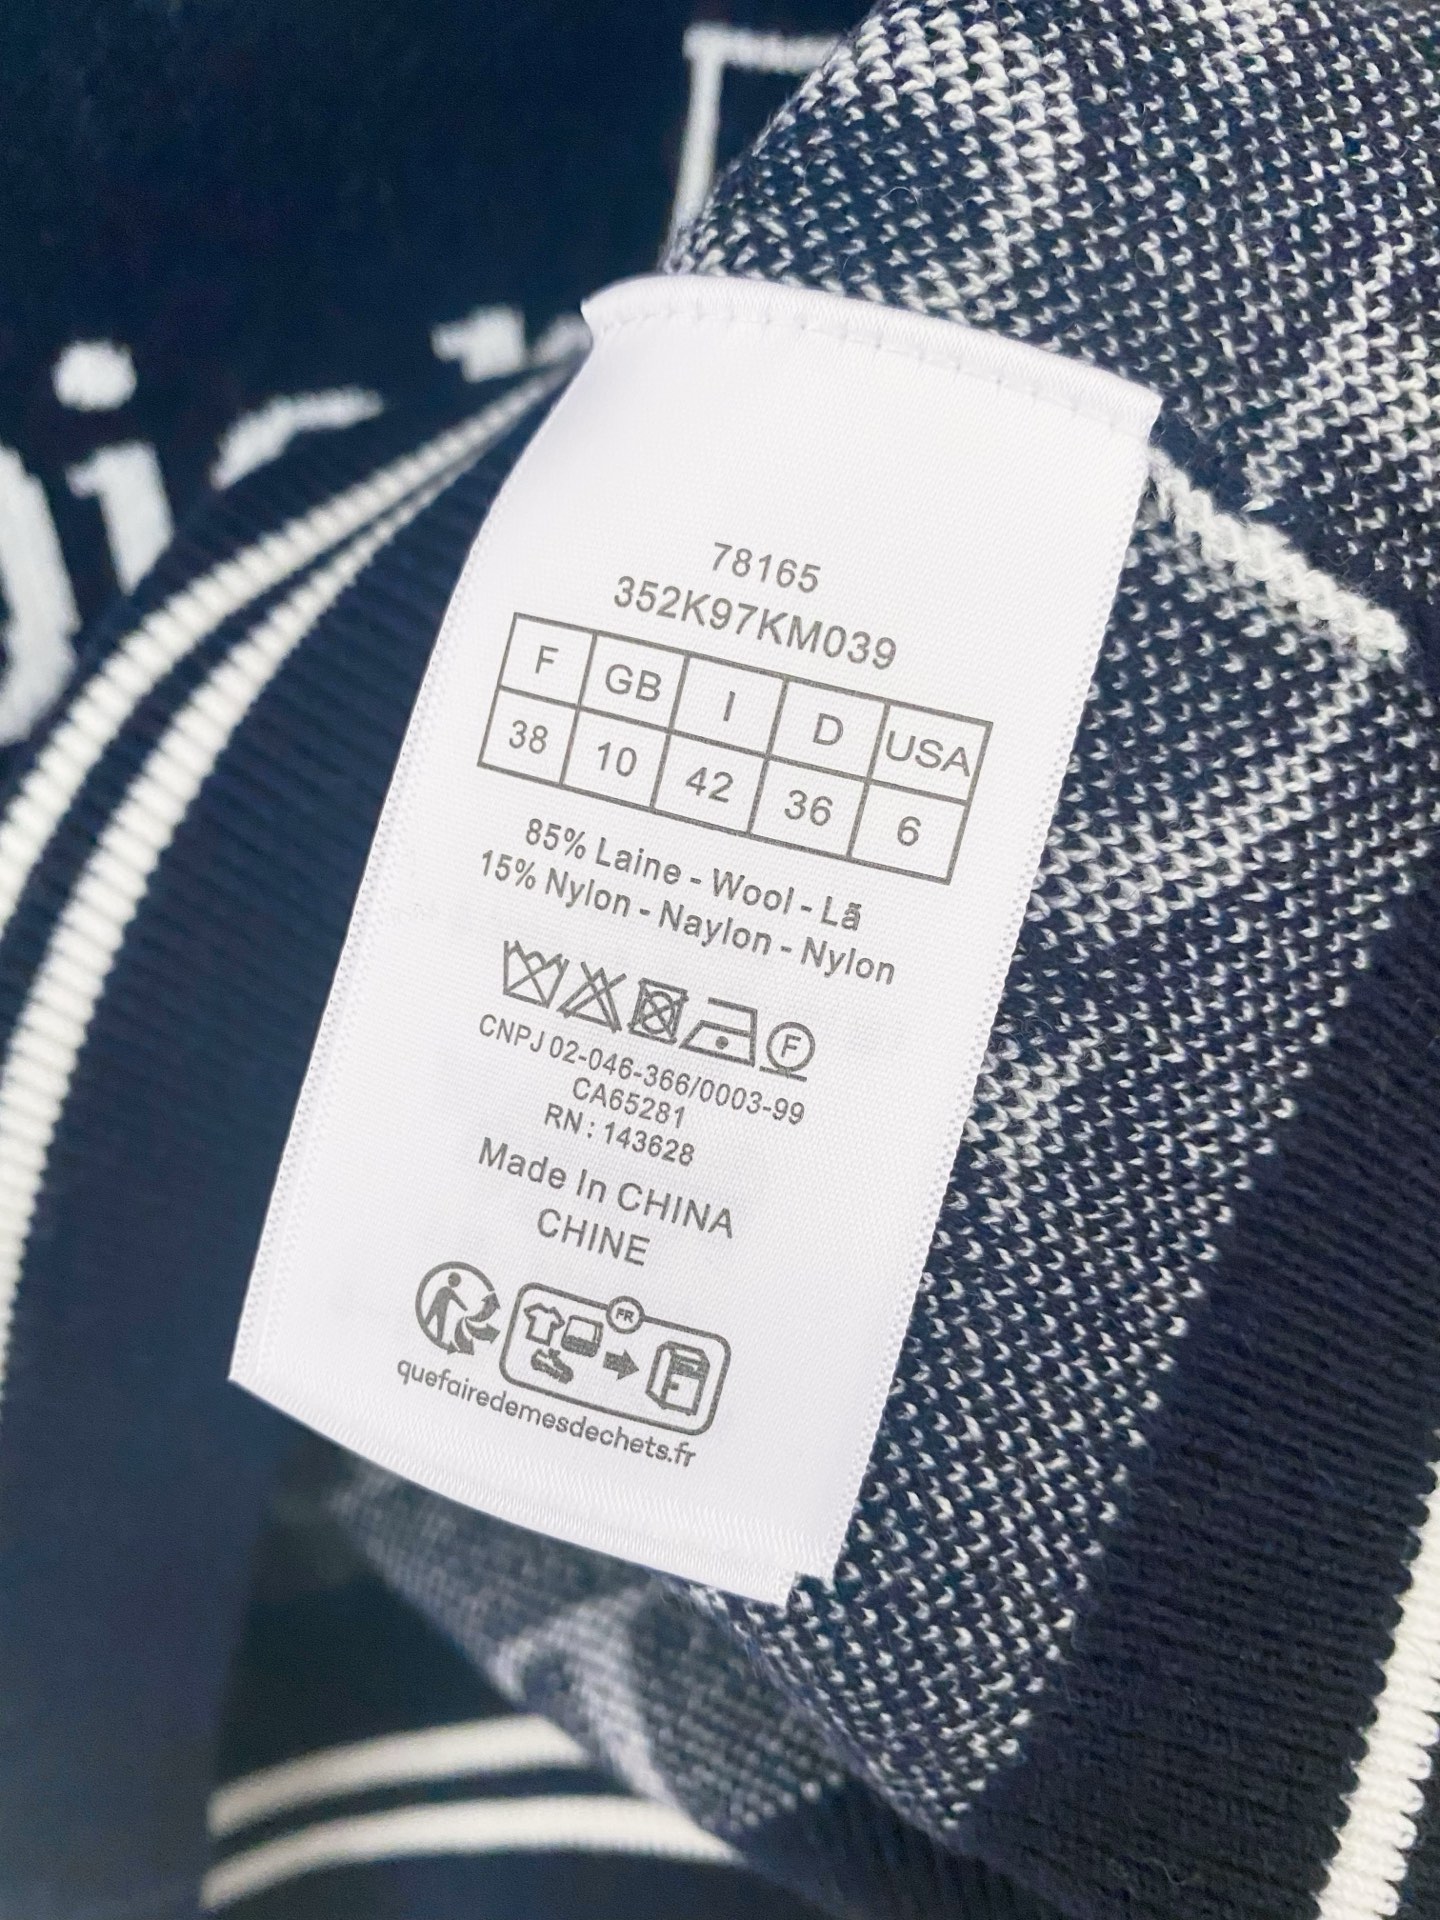 78165
352K97KM039
F GB I D USA
38 10 42 36 6
85% Laine - Wool - Lã
15% Nylon - Naylon - Nylon
F
CNPJ 02-046-366/0003-99
CA65281
RN : 143628
Made In CHINA
CHINE
FR
quefairedemesdechets.fr